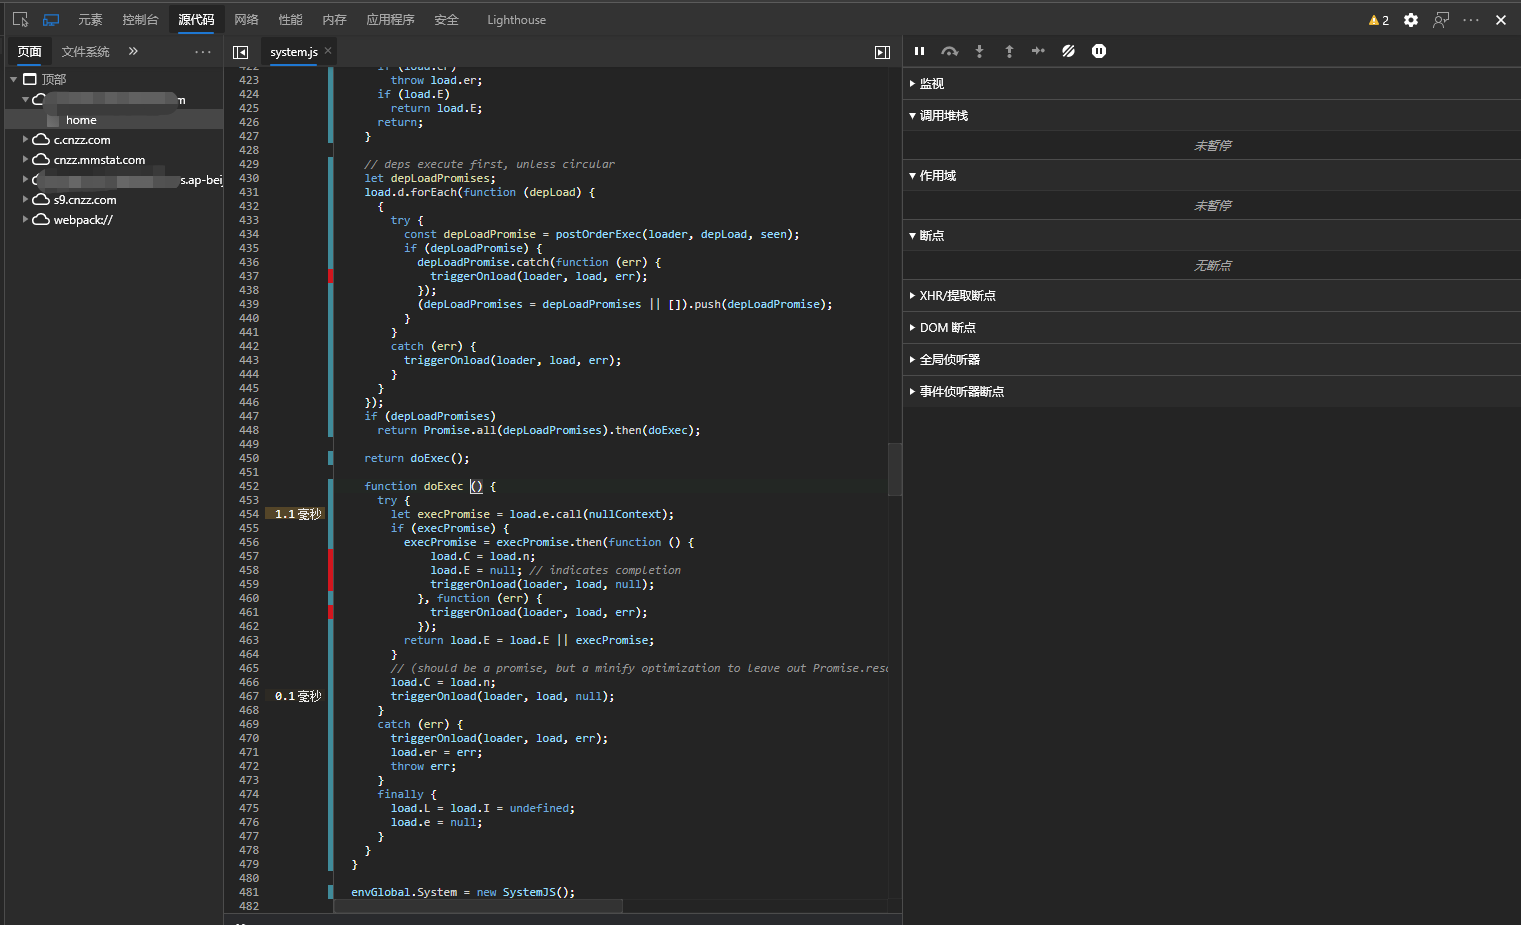 元素 控制台 源代码 网络 性能 内存 应用程序 安全 Lighthouse 2
页面 文件系统 » ··· system.js ×
顶部
m
home
c.cnzz.com
cnzz.mmstat.com
s.ap-beij
s9.cnzz.com
webpack://
422 if (load.er)
423 throw load.er;
424 if (load.E)
425 return load.E;
426 return;
427 }
428
429 // deps execute first, unless circular
430 let depLoadPromises;
431 load.d.forEach(function (depLoad) {
432 {
433 try {
434 const depLoadPromise = postOrderExec(loader, depLoad, seen);
435 if (depLoadPromise) {
436 depLoadPromise.catch(function (err) {
437 triggerOnload(loader, load, err);
438 });
439 (depLoadPromises = depLoadPromises || []).push(depLoadPromise);
440 }
441 }
442 catch (err) {
443 triggerOnload(loader, load, err);
444 }
445 }
446 });
447 if (depLoadPromises)
448 return Promise.all(depLoadPromises).then(doExec);
449
450 return doExec();
451
452 function doExec () {
453 try {
454 1.1 毫秒 let execPromise = load.e.call(nullContext);
455 if (execPromise) {
456 execPromise = execPromise.then(function () {
457 load.C = load.n;
458 load.E = null; // indicates completion
459 triggerOnload(loader, load, null);
460 }, function (err) {
461 triggerOnload(loader, load, err);
462 });
463 return load.E = load.E || execPromise;
464 }
465 // (should be a promise, but a minify optimization to leave out Promise.resc
466 load.C = load.n;
467 0.1 毫秒 triggerOnload(loader, load, null);
468 }
469 catch (err) {
470 triggerOnload(loader, load, err);
471 load.er = err;
472 throw err;
473 }
474 finally {
475 load.L = load.I = undefined;
476 load.e = null;
477 }
478 }
479 }
480
481 envGlobal.System = new SystemJS();
482
监视
调用堆栈
未暂停
作用域
未暂停
断点
无断点
XHR/提取断点
DOM 断点
全局侦听器
事件侦听器断点